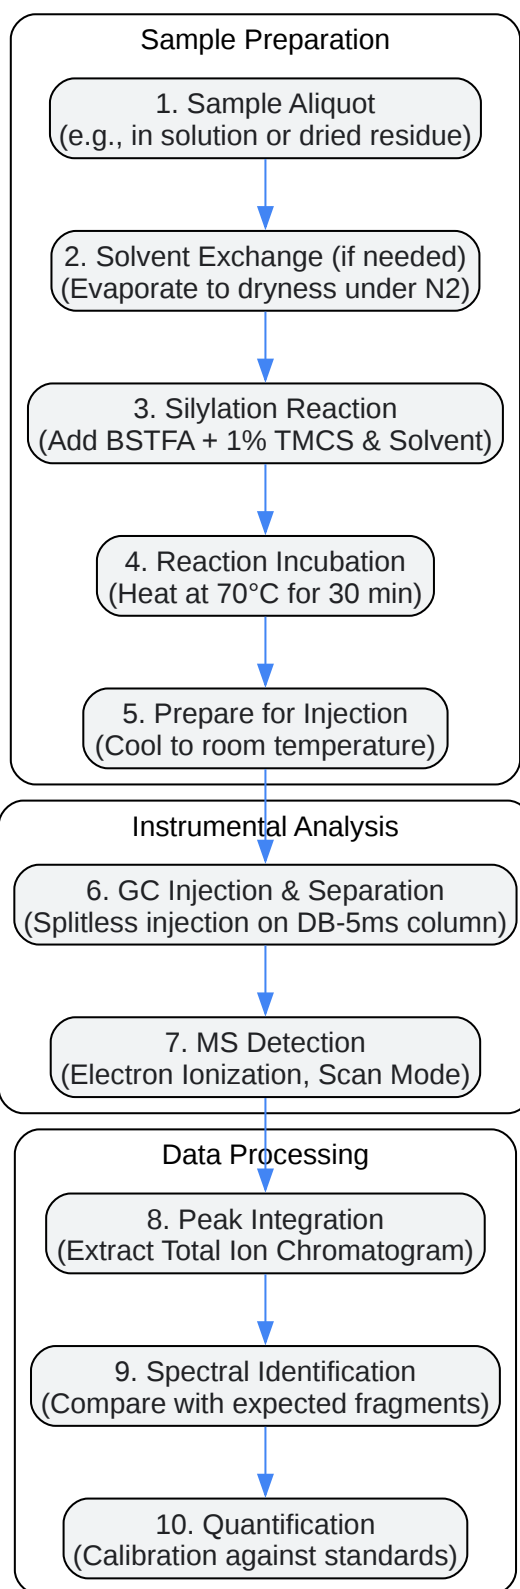 Sample Preparation
1. Sample Aliquot
(e.g., in solution or dried residue)
2. Solvent Exchange (if needed)
(Evaporate to dryness under N2)
3. Silylation Reaction
(Add BSTFA + 1% TMCS & Solvent)
4. Reaction Incubation
(Heat at 70°C for 30 min)
5. Prepare for Injection
(Cool to room temperature)
Instrumental Analysis
6. GC Injection & Separation
(Splitless injection on DB-5ms column)
7. MS Detection
(Electron Ionization, Scan Mode)
Data Processing
8. Peak Integration
(Extract Total Ion Chromatogram)
9. Spectral Identification
(Compare with expected fragments)
10. Quantification
(Calibration against standards)